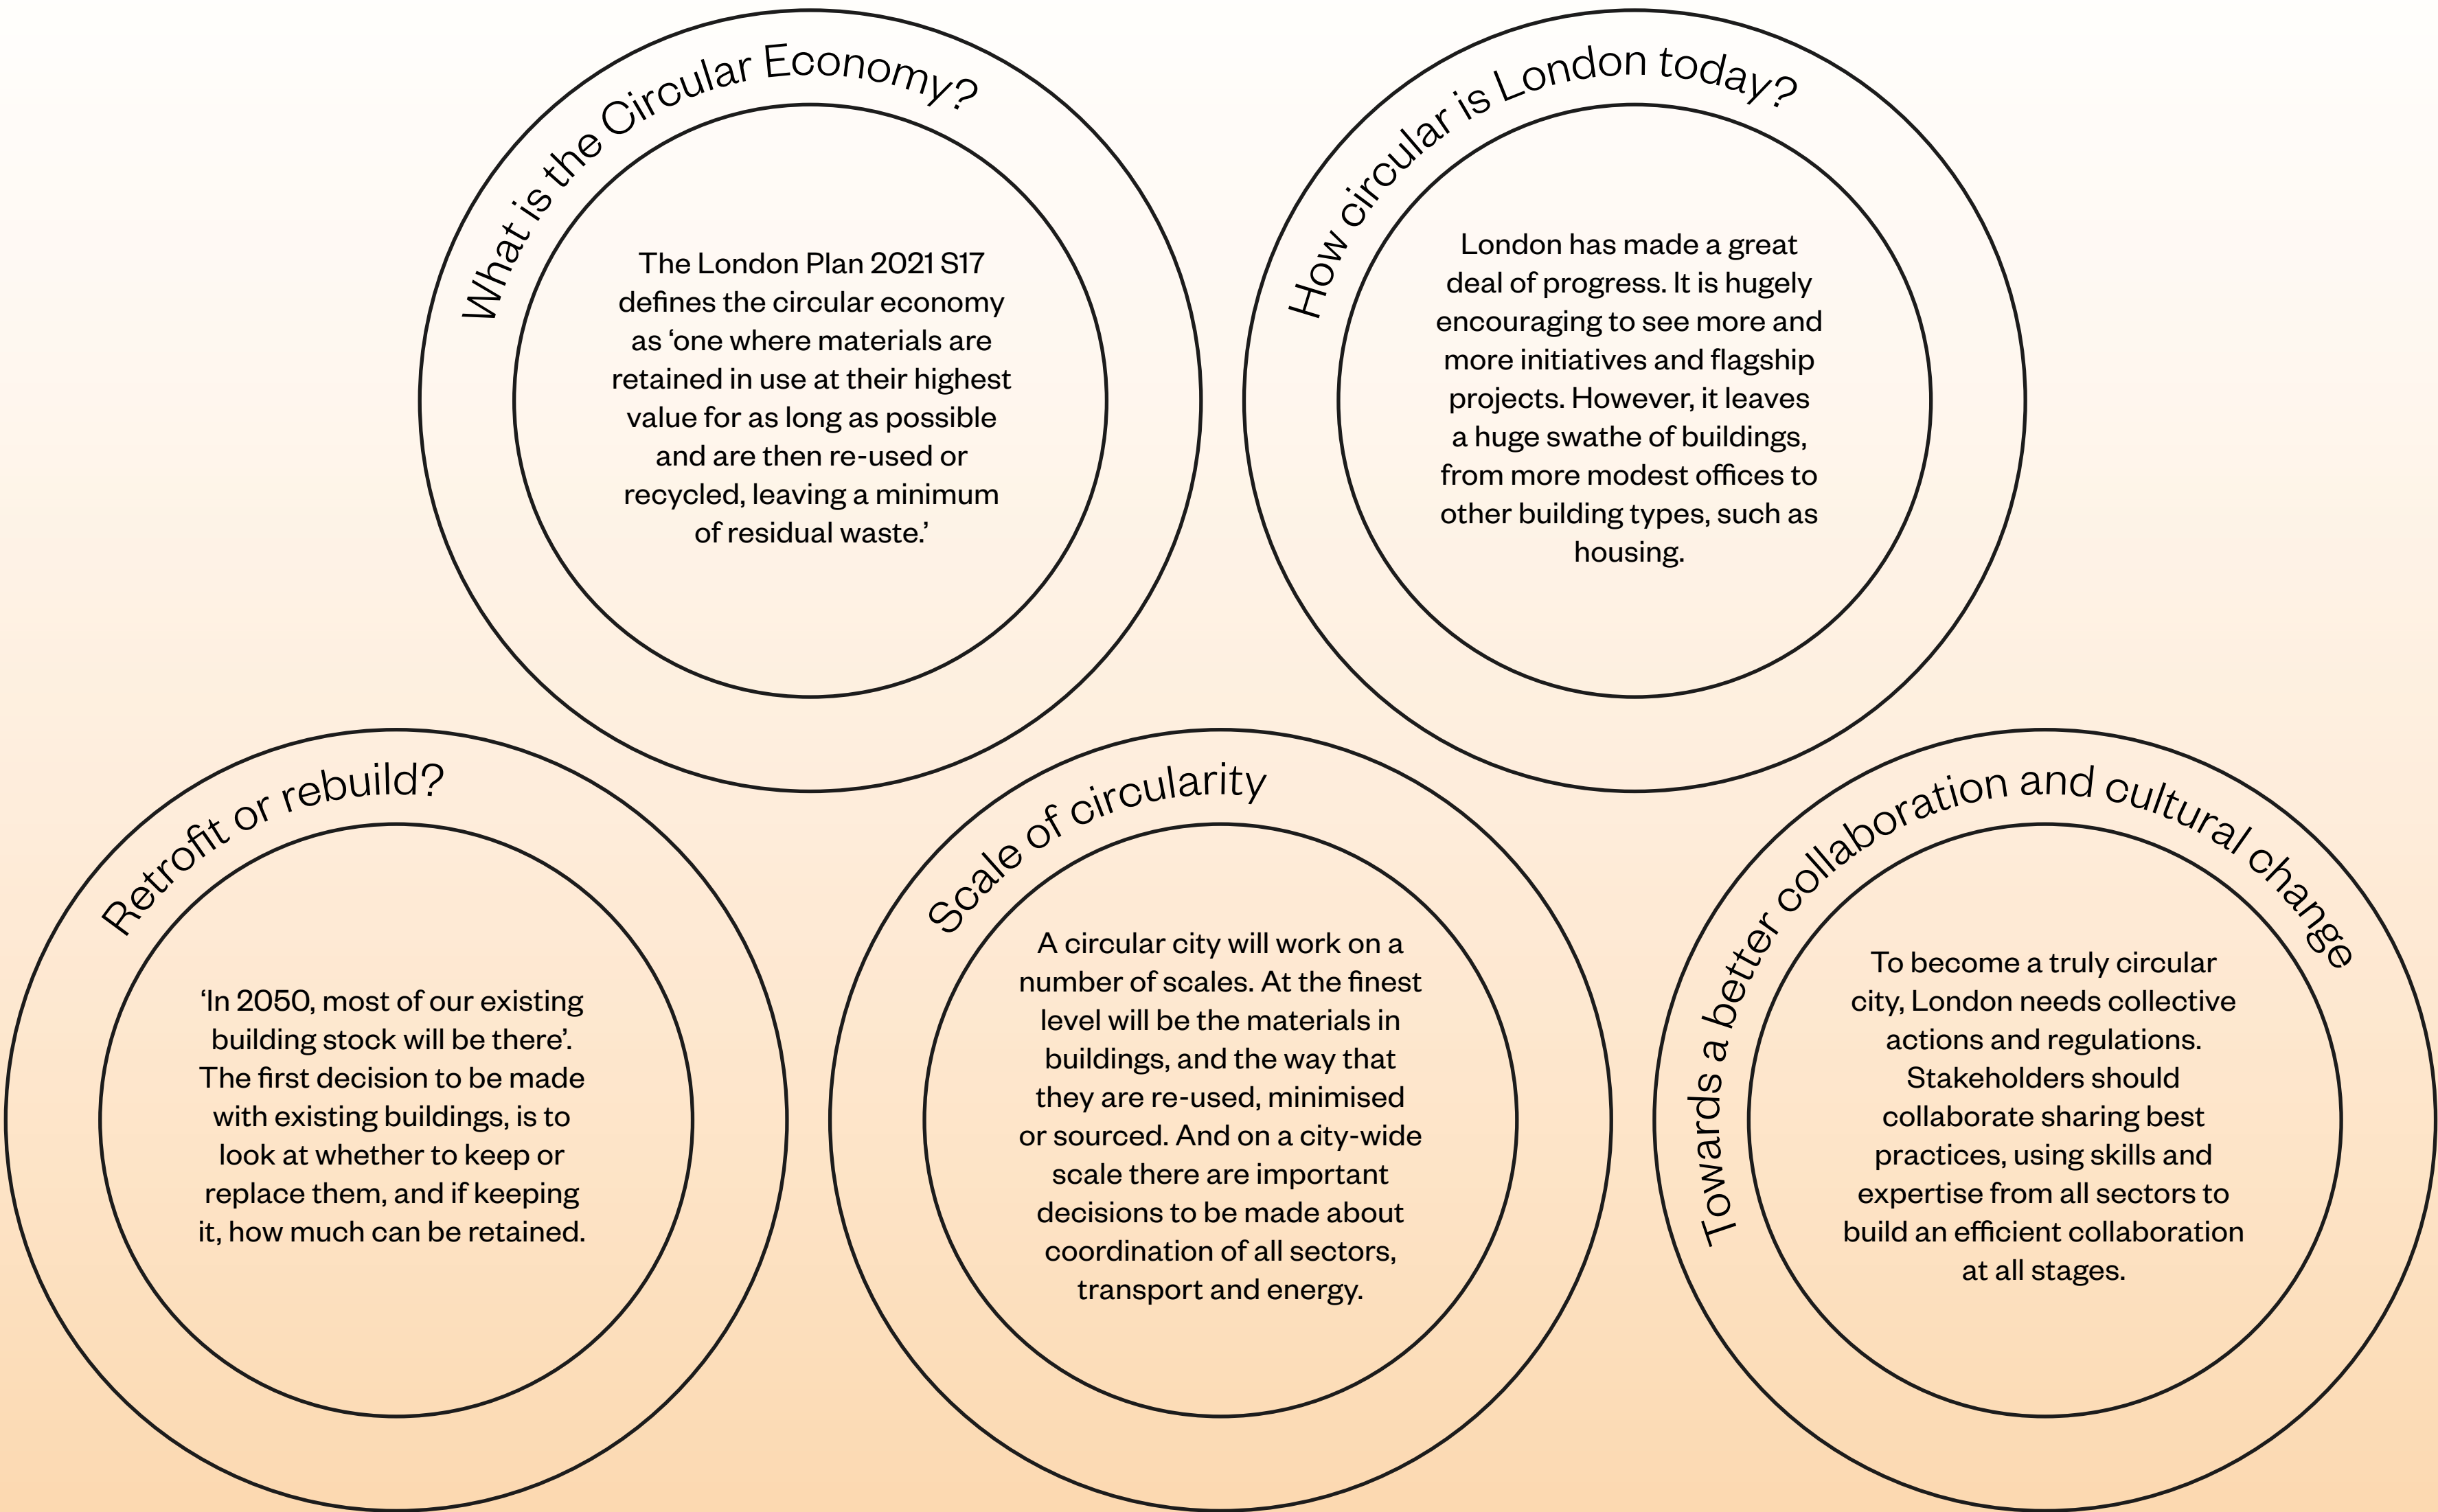 What is the Circular Economy?
The London Plan 2021 S17
defines the circular economy
as ‘one where materials are
retained in use at their highest
value for as long as possible
and are then re-used or
recycled, leaving a minimum
of residual waste.’
How circular is London today?
London has made a great
deal of progress. It is hugely
encouraging to see more and
more initiatives and flagship
projects. However, it leaves
a huge swathe of buildings,
from more modest offices to
other building types, such as
housing.
Retrofit or rebuild?
‘In 2050, most of our existing
building stock will be there’.
The first decision to be made
with existing buildings, is to
look at whether to keep or
replace them, and if keeping
it, how much can be retained.
Scale of circularity
A circular city will work on a
number of scales. At the finest
level will be the materials in
buildings, and the way that
they are re-used, minimised
or sourced. And on a city-wide
scale there are important
decisions to be made about
coordination of all sectors,
transport and energy.
Towards a better collaboration and cultural change
To become a truly circular
city, London needs collective
actions and regulations.
Stakeholders should
collaborate sharing best
practices, using skills and
expertise from all sectors to
build an efficient collaboration
at all stages.